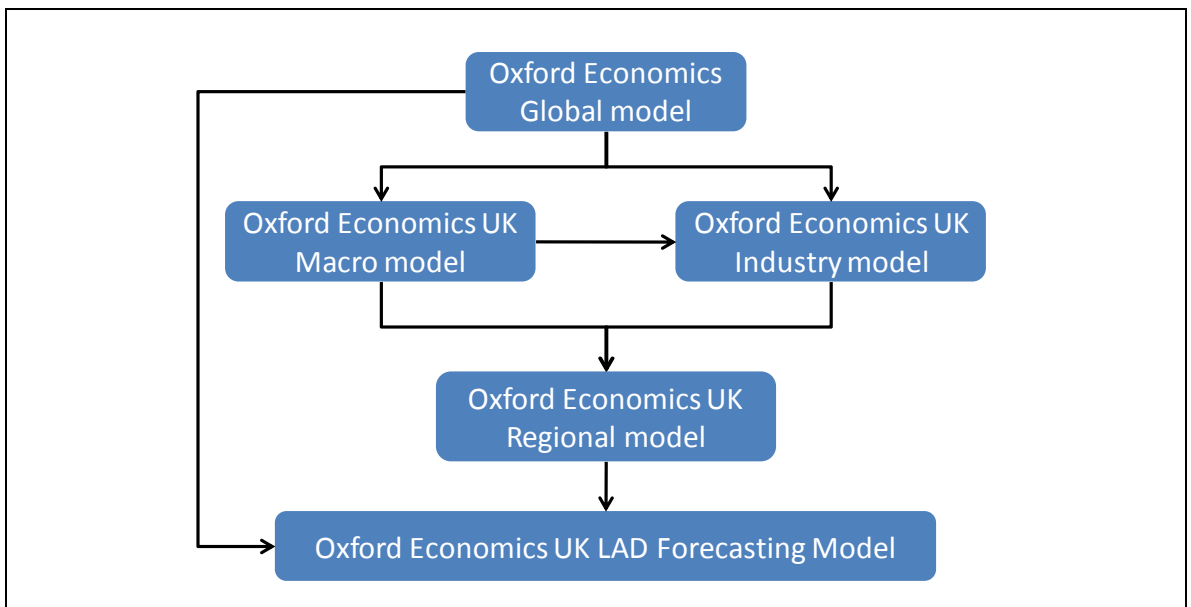 Oxford Economics
Global model
Oxford Economics UK
Macro model
Oxford Economics UK
Industry model
Oxford Economics UK
Regional model
Oxford Economics UK LAD Forecasting Model